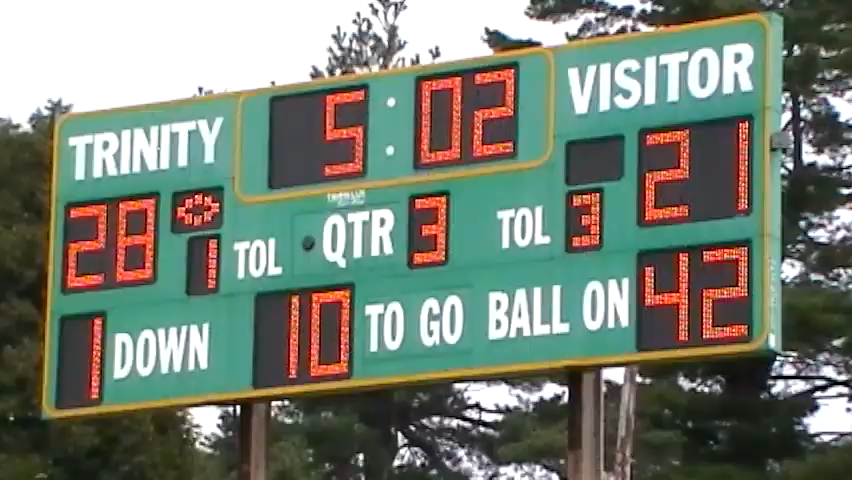 TRINITY 5:02 VISITOR
28 1 TOL QTR 3 TOL 3 21
1 DOWN 10 TO GO BALL ON 42